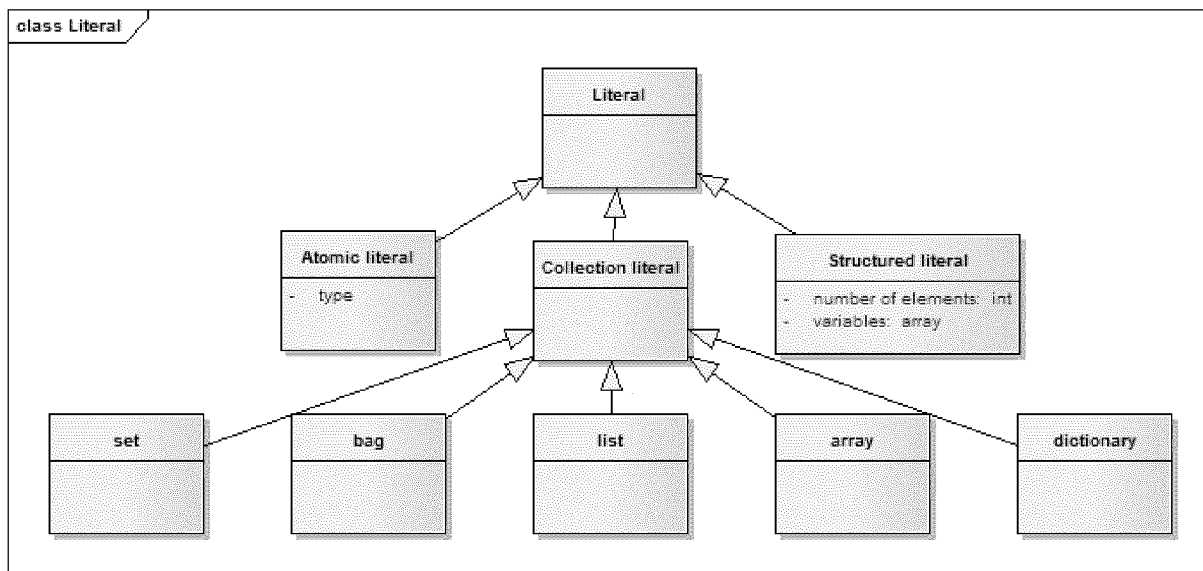 class Literal
Literal
Atomic literal
- type
Collection literal
Structured literal
- number of elements: int
- variables: array
set
bag
list
array
dictionary